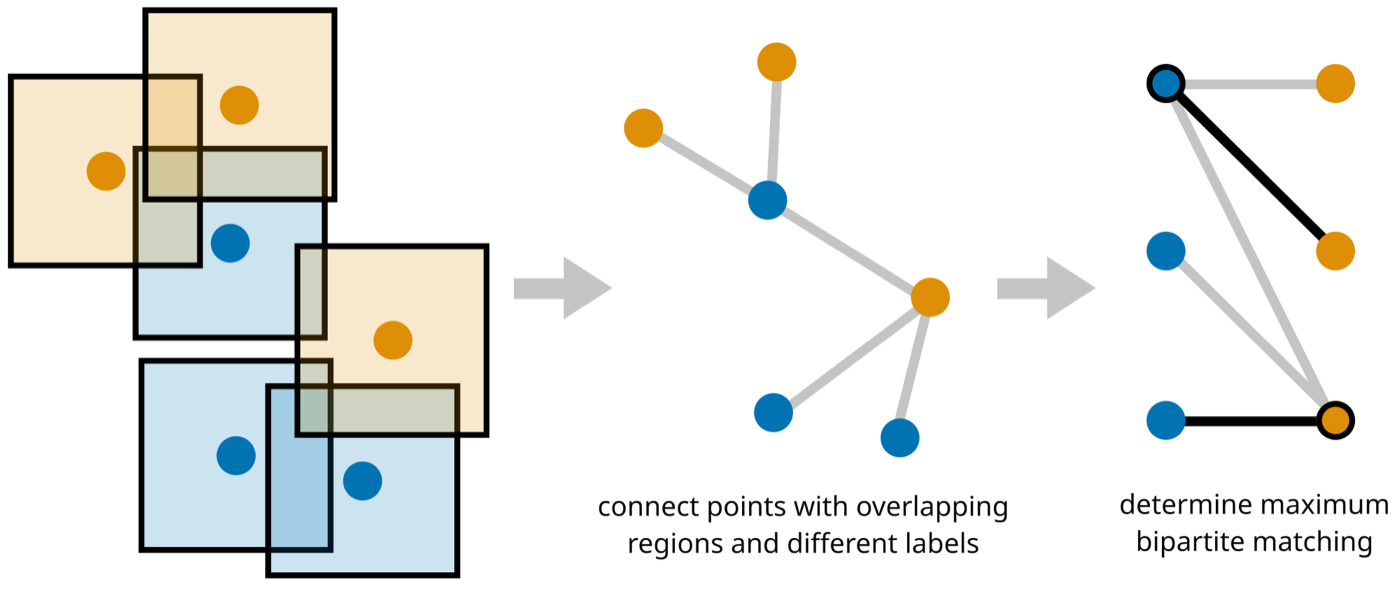 connect points with overlapping
regions and different labels
determine maximum
bipartite matching